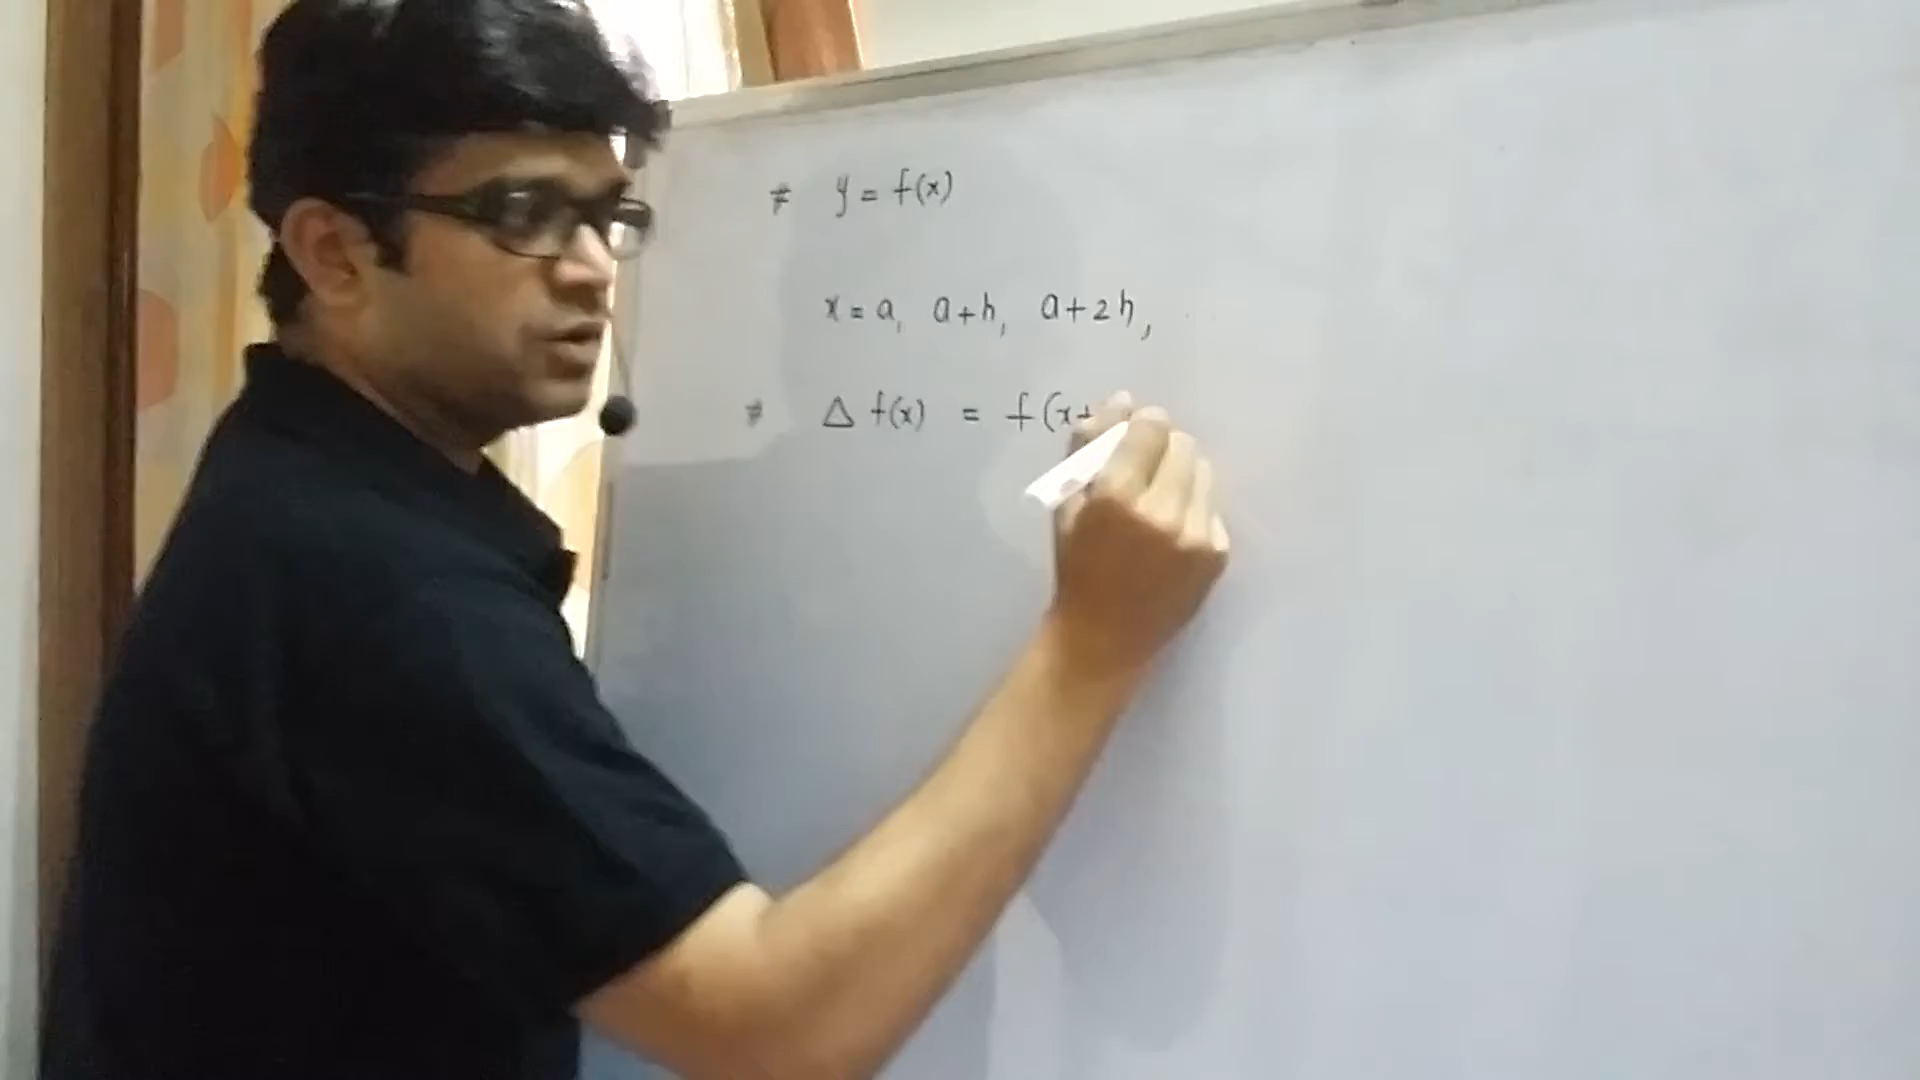 # y = f(x)
x = a, a+h, a+2h,
# Δ f(x) = f(x+